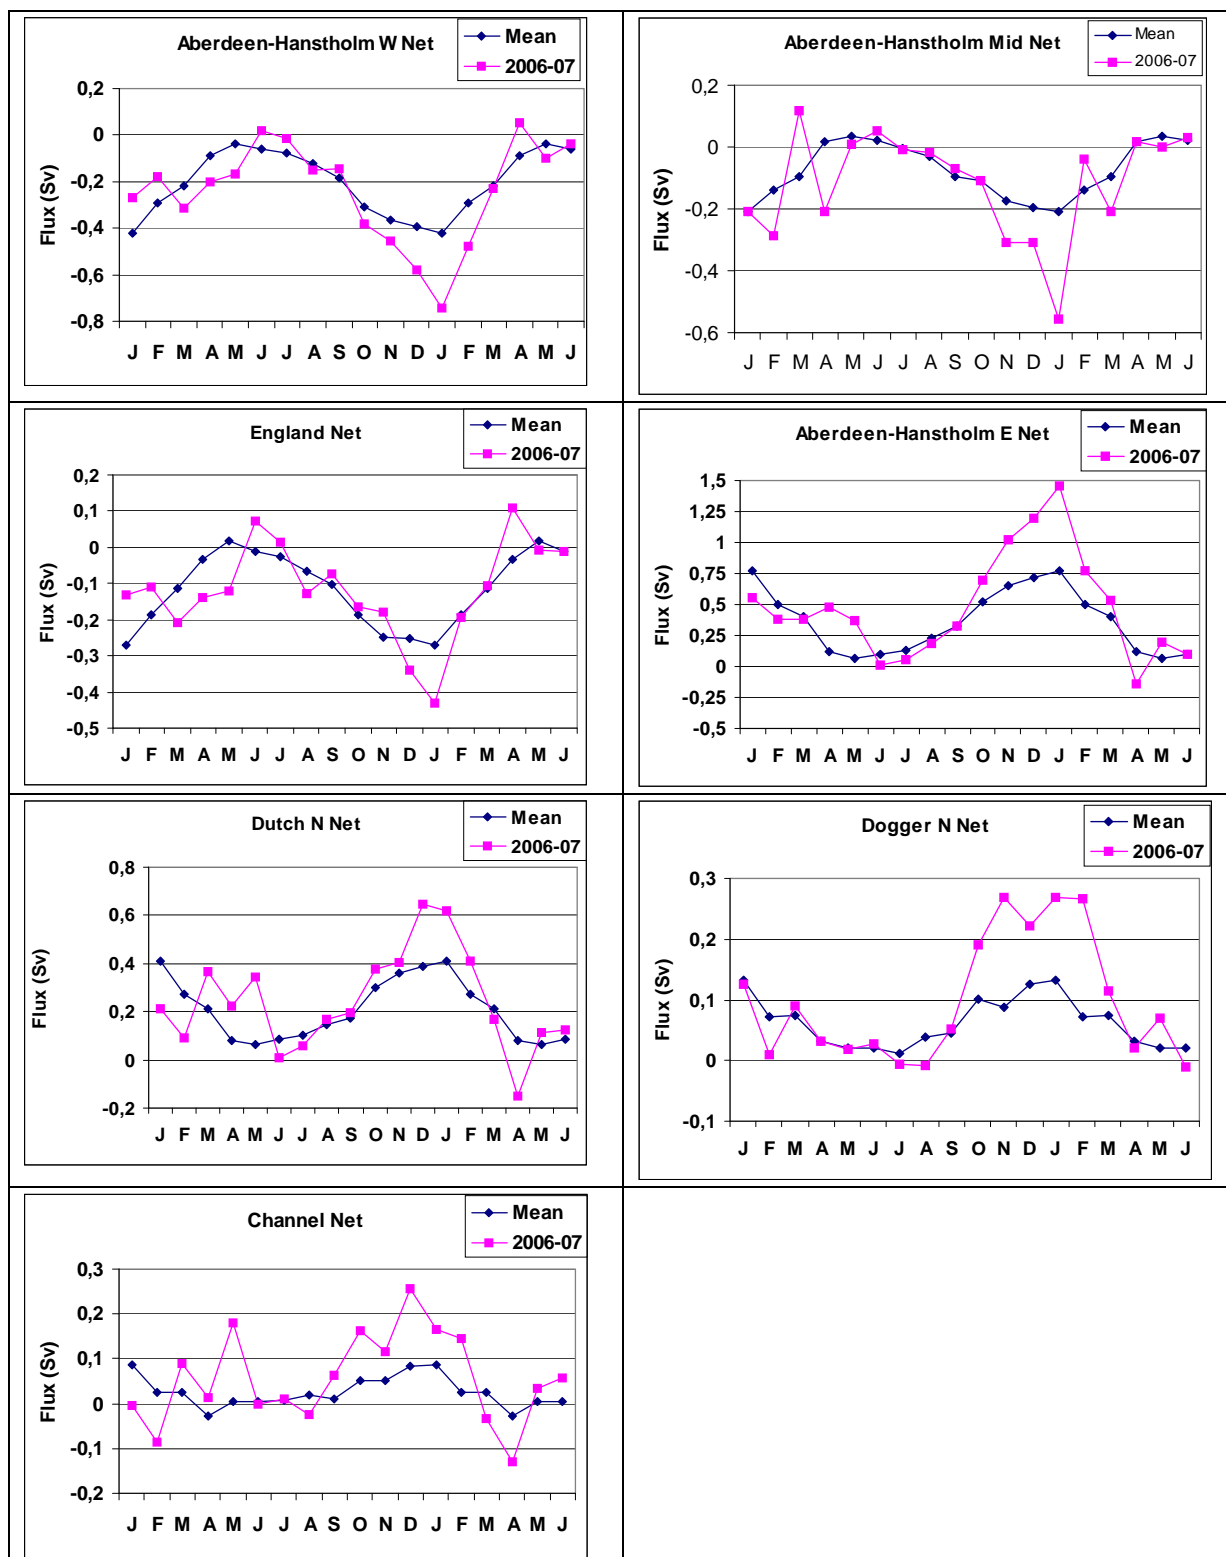 Aberdeen-Hanstholm W Net
Mean
2006-07
Flux (Sv)
0,2
0
-0,2
-0,4
-0,6
-0,8
J F M A M J J A S O N D J F M A M J
Aberdeen-Hanstholm Mid Net
Mean
2006-07
Flux (Sv)
0,2
0
-0,2
-0,4
-0,6
J F M A M J J A S O N D J F M A M J
England Net
Mean
2006-07
Flux (Sv)
0,2
0,1
0
-0,1
-0,2
-0,3
-0,4
-0,5
J F M A M J J A S O N D J F M A M J
Aberdeen-Hanstholm E Net
Mean
2006-07
Flux (Sv)
1,5
1,25
1
0,75
0,5
0,25
0
-0,25
-0,5
J F M A M J J A S O N D J F M A M J
Dutch N Net
Mean
2006-07
Flux (Sv)
0,8
0,6
0,4
0,2
0
-0,2
J F M A M J J A S O N D J F M A M J
Dogger N Net
Mean
2006-07
Flux (Sv)
0,3
0,2
0,1
0
-0,1
J F M A M J J A S O N D J F M A M J
Channel Net
Mean
2006-07
Flux (Sv)
0,3
0,2
0,1
0
-0,1
-0,2
J F M A M J J A S O N D J F M A M J